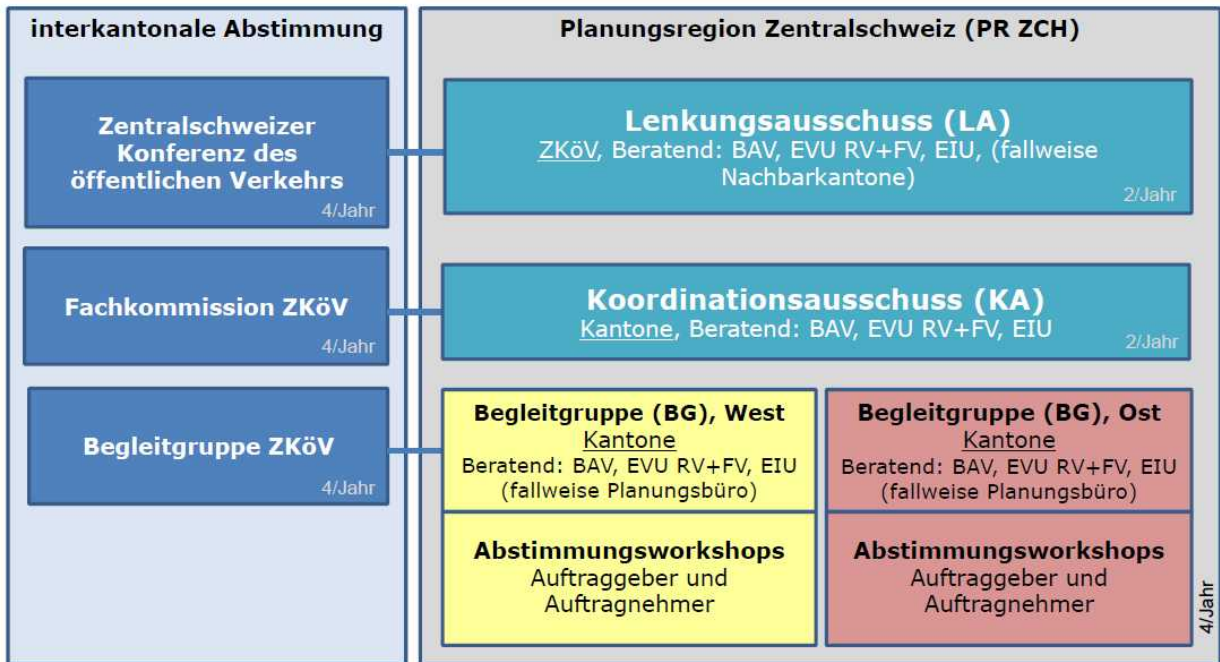 interkantonale Abstimmung
Zentralschweizer
Konferenz des
öffentlichen Verkehrs
4/Jahr
Fachkommission ZKöV
4/Jahr
Begleitgruppe ZKöV
4/Jahr
Planungsregion Zentralschweiz (PR ZCH)
Lenkungsausschuss (LA)
ZKöV, Beratend: BAV, EVU RV+FV, EIU, (fallweise
Nachbarkantone)
2/Jahr
Koordinationsausschuss (KA)
Kantone, Beratend: BAV, EVU RV+FV, EIU
2/Jahr
Begleitgruppe (BG), West
Kantone
Beratend: BAV, EVU RV+FV, EIU
(fallweise Planungsbüro)
Abstimmungsworkshops
Auftraggeber und
Auftragnehmer
Begleitgruppe (BG), Ost
Kantone
Beratend: BAV, EVU RV+FV, EIU
(fallweise Planungsbüro)
Abstimmungsworkshops
Auftraggeber und
Auftragnehmer
4/Jahr